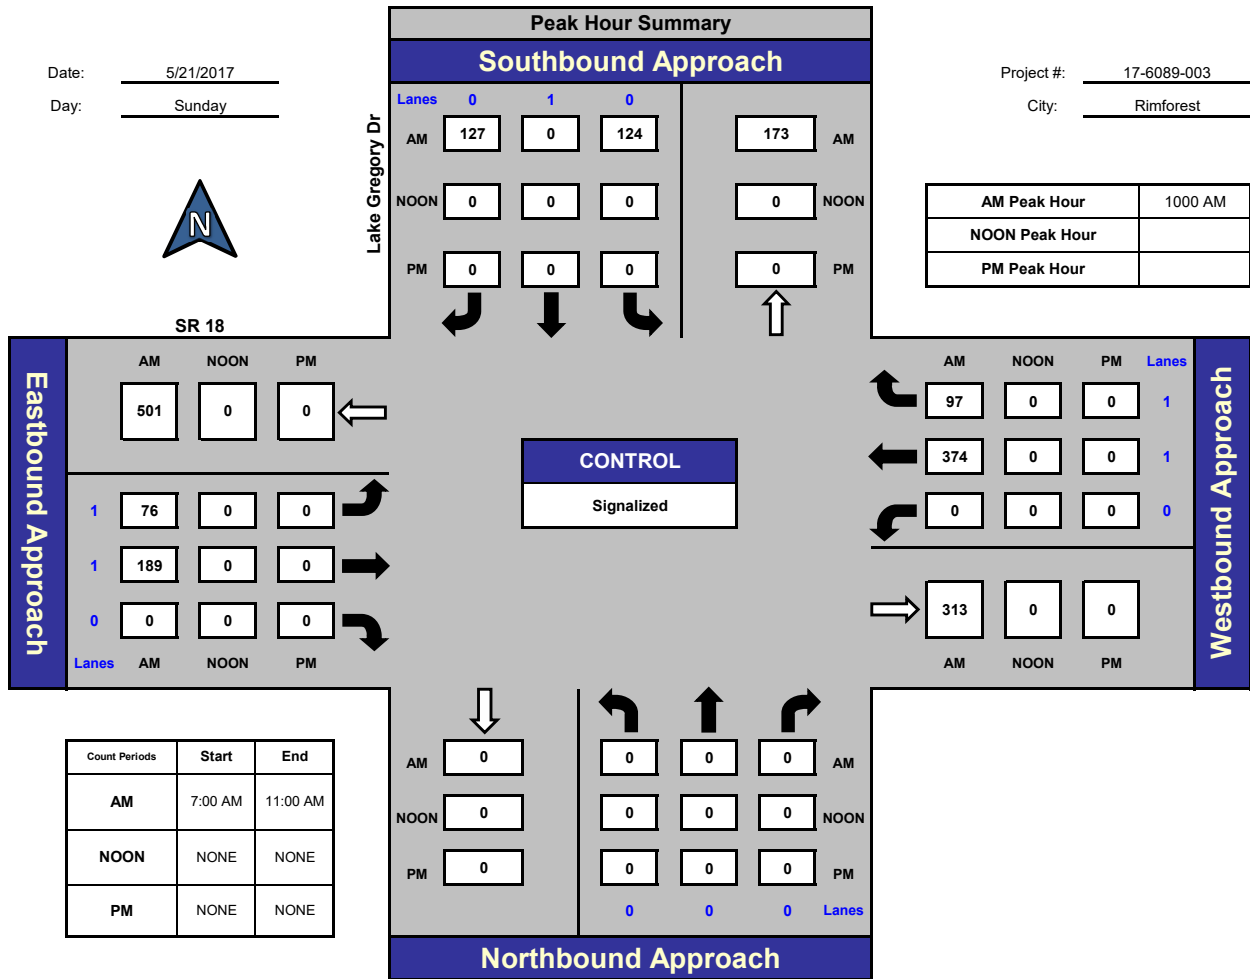 Peak Hour Summary
Southbound Approach
Date: 5/21/2017
Day: Sunday
Project #: 17-6089-003
City: Rimforest
Lake Gregory Dr
Lanes 0 1 0
AM 127 0 124 173 AM
NOON 0 0 0 0 NOON
PM 0 0 0 0 PM
N
AM Peak Hour 1000 AM
NOON Peak Hour
PM Peak Hour
SR 18
Eastbound Approach
AM NOON PM
501 0 0
1 76 0 0
1 189 0 0
0 0 0 0
Lanes AM NOON PM
CONTROL
Signalized
AM NOON PM Lanes
97 0 0 1
374 0 0 1
0 0 0 0
313 0 0
AM NOON PM
Westbound Approach
Count Periods Start End
AM 7:00 AM 11:00 AM
NOON NONE NONE
PM NONE NONE
AM 0 0 0 0 AM
NOON 0 0 0 0 NOON
PM 0 0 0 0 PM
0 0 0 Lanes
Northbound Approach